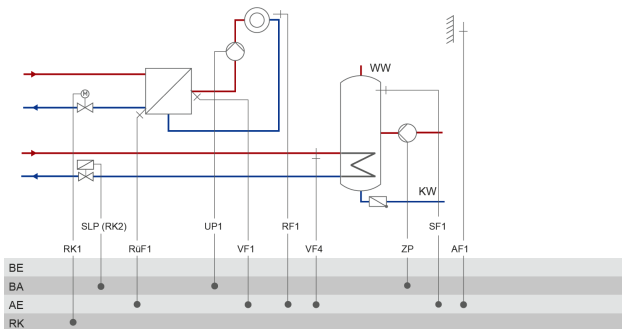 M
WW
KW
SLP (RK2)
UP1
RF1
SF1
RK1
RüF1
VF1
VF4
ZP
AF1
BE
BA
AE
RK